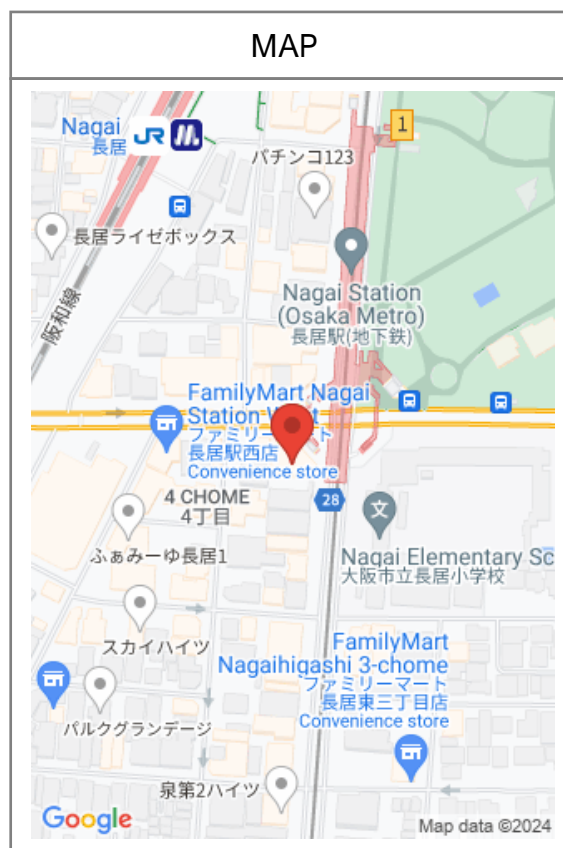 MAP
1
Nagai
長居
JR
パチンコ123
長居ライゼボックス
Nagai Station
(Osaka Metro)
長居駅(地下鉄)
阪和線
FamilyMart Nagai
Station W
t
ファミリー
ト
長居駅西店
Convenience store
28
4 CHOME
4丁目
文
ふぁみーゆ長居1
Nagai Elementary Sc
大阪市立長居小学校
スカイハイツ
FamilyMart
Nagaihigashi 3-chome
ファミリーマート
長居東三丁目店
Convenience store
パルクグランデージ
泉第2ハイツ
Google
Map data ©2024